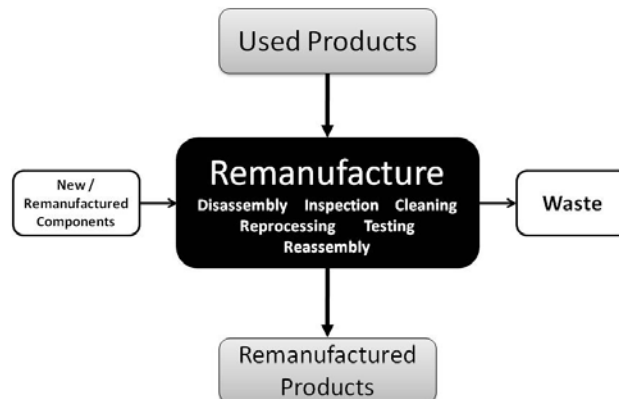 Used Products
Remanufacture
Disassembly Inspection Cleaning
Reprocessing Testing
Reassembly
New /
Remanufactured
Components
Waste
Remanufactured
Products